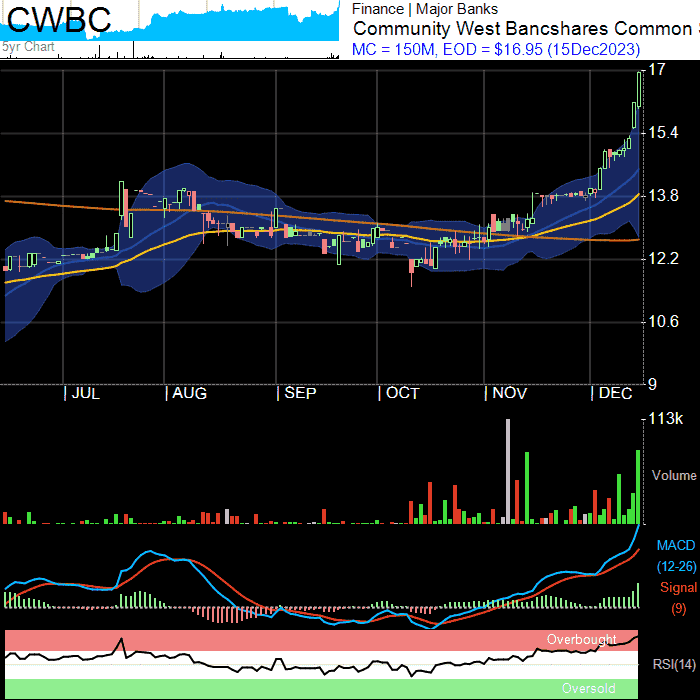 CWBC
5yr Chart
Finance | Major Banks
Community West Bancshares Common
MC = 150M, EOD = $16.95 (15Dec2023)
17
15.4
13.8
12.2
10.6
9
| JUL | AUG | SEP | OCT | NOV | DEC
113k
Volume
MACD
(12-26)
Signal
(9)
Overbought
RSI(14)
Oversold